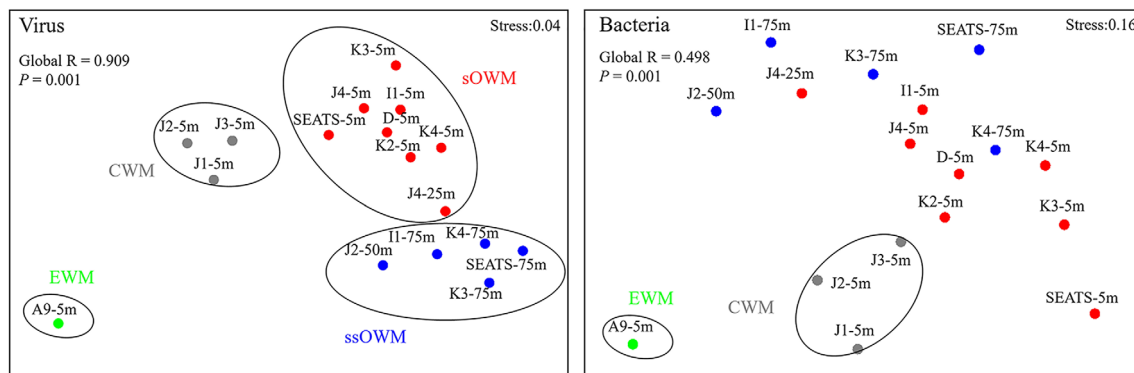 Virus
Stress:0.04
Global R = 0.909
P = 0.001
K3-5m
sOWM
J4-5m
I1-5m
SEATS-5m
D-5m
K4-5m
K2-5m
J2-5m
J3-5m
J1-5m
CWM
J4-25m
I1-75m
K4-75m
J2-50m
SEATS-75m
K3-75m
EWM
A9-5m
ssOWM
Bacteria
Stress:0.16
Global R = 0.498
P = 0.001
I1-75m
SEATS-75m
K3-75m
J4-25m
J2-50m
I1-5m
J4-5m
K4-75m
K4-5m
D-5m
K2-5m
K3-5m
J3-5m
J2-5m
J1-5m
CWM
EWM
A9-5m
SEATS-5m